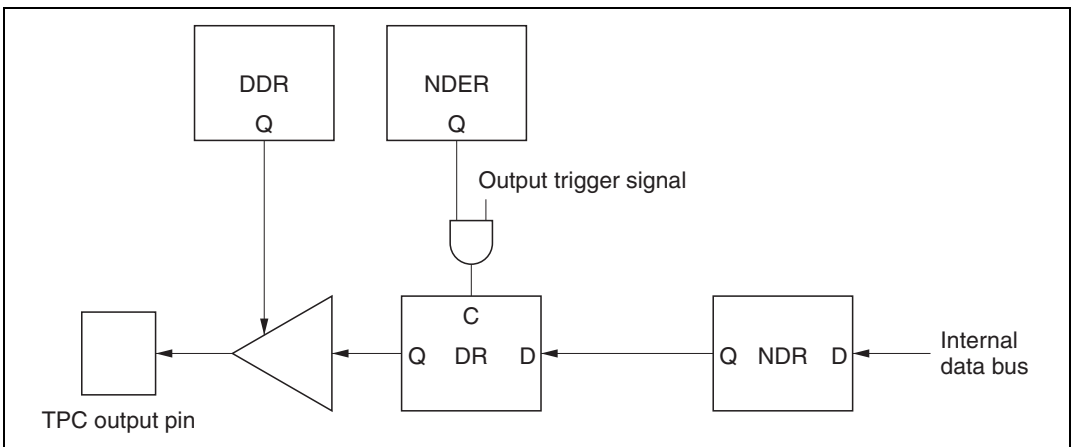 DDR
Q
NDER
Q
Output trigger signal
C
Q DR D
Q NDR D
Internal
data bus
TPC output pin